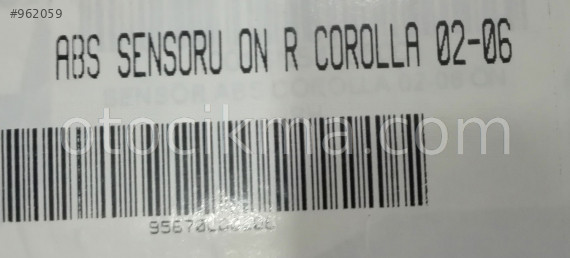 #962059
ABS SENSORU ON R COROLLA 02-06
otocikma.com